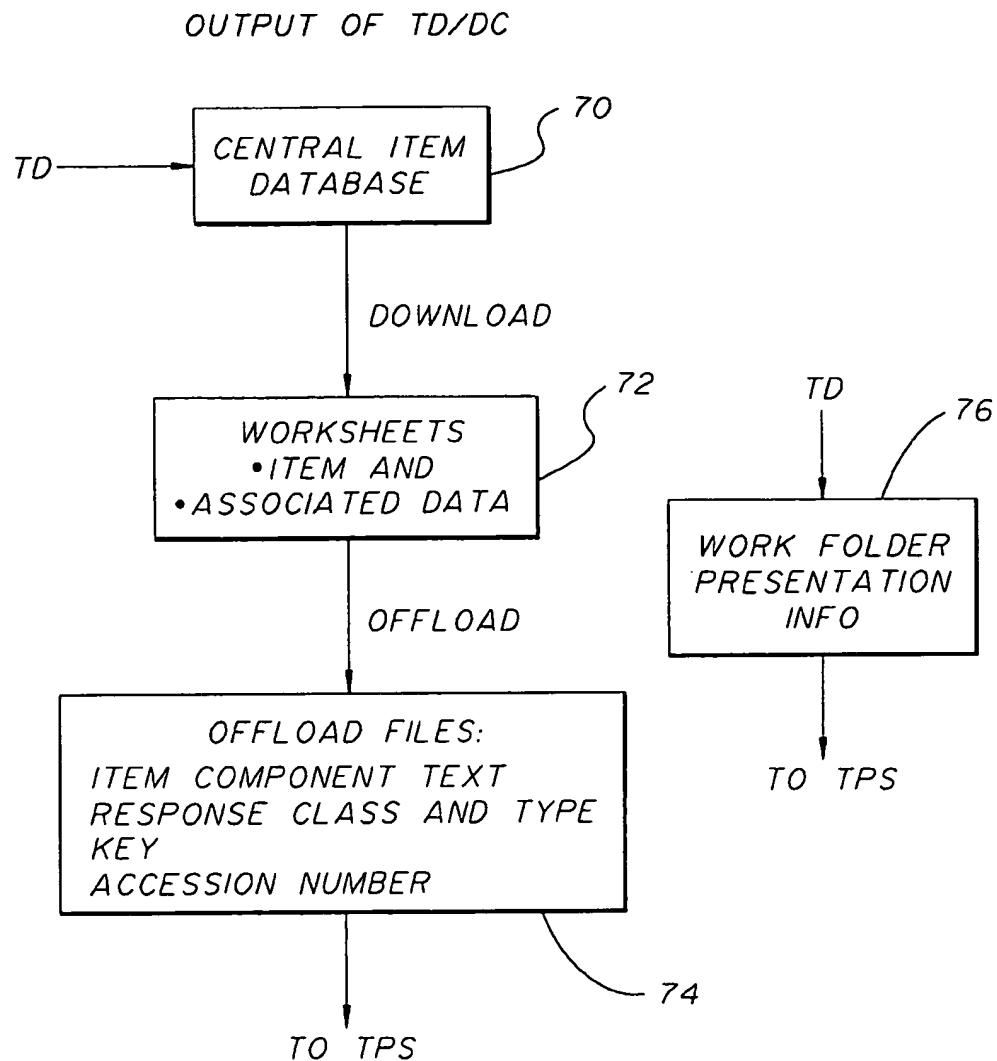 OUTPUT OF TD/DC
70
TD
CENTRAL ITEM
DATABASE
DOWNLOAD
72
WORKSHEETS
•ITEM AND
•ASSOCIATED DATA
OFFLOAD
OFFLOAD FILES:
ITEM COMPONENT TEXT
RESPONSE CLASS AND TYPE
KEY
ACCESSION NUMBER
74
TO TPS
TD
76
WORK FOLDER
PRESENTATION
INFO
TO TPS